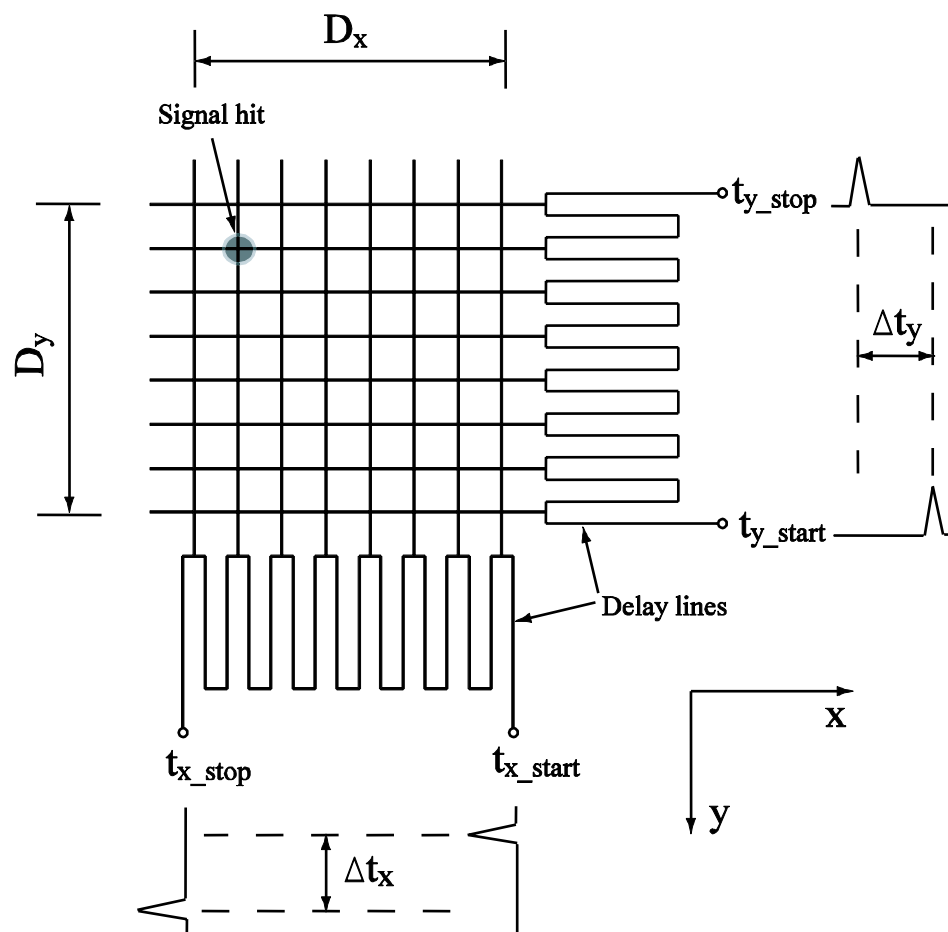 Dx
Signal hit
ty_stop
Δty
Dy
ty_start
Delay lines
x
tx_stop
tx_start
y
Δtx